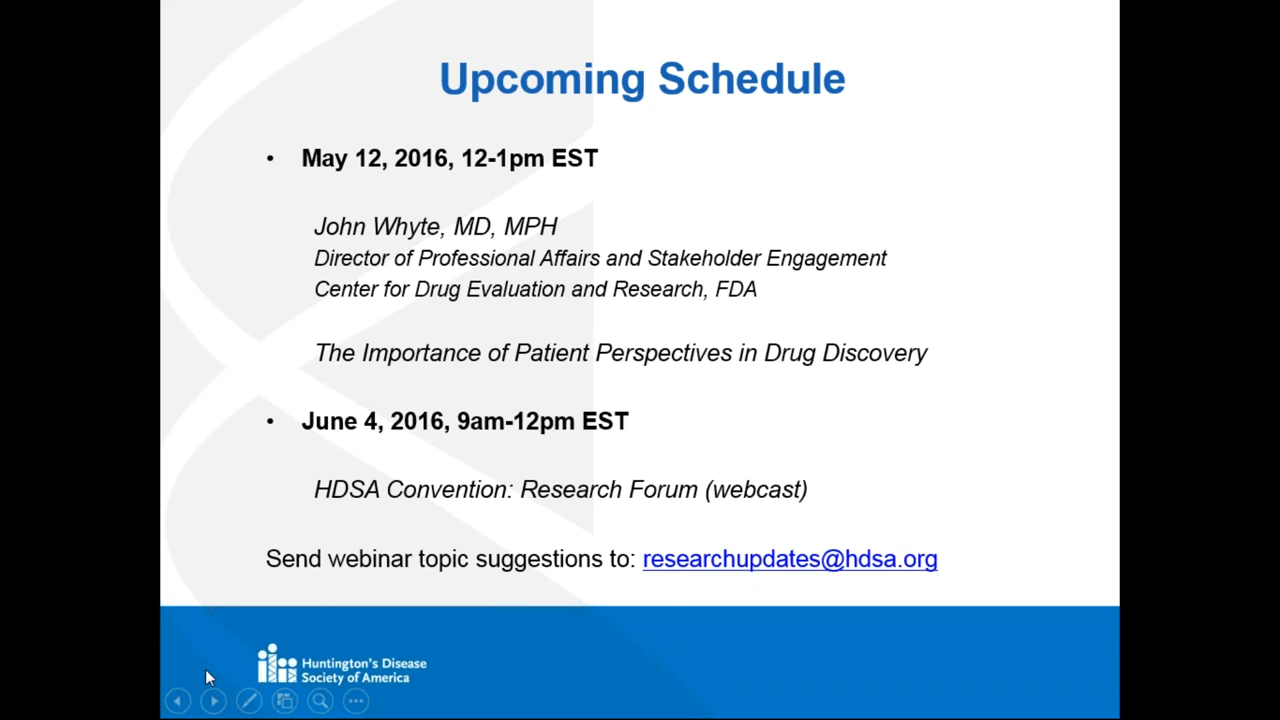 Upcoming Schedule
• May 12, 2016, 12-1pm EST
John Whyte, MD, MPH
Director of Professional Affairs and Stakeholder Engagement
Center for Drug Evaluation and Research, FDA
The Importance of Patient Perspectives in Drug Discovery
• June 4, 2016, 9am-12pm EST
HDSA Convention: Research Forum (webcast)
Send webinar topic suggestions to: researchupdates@hdsa.org
Huntington's Disease
Society of America